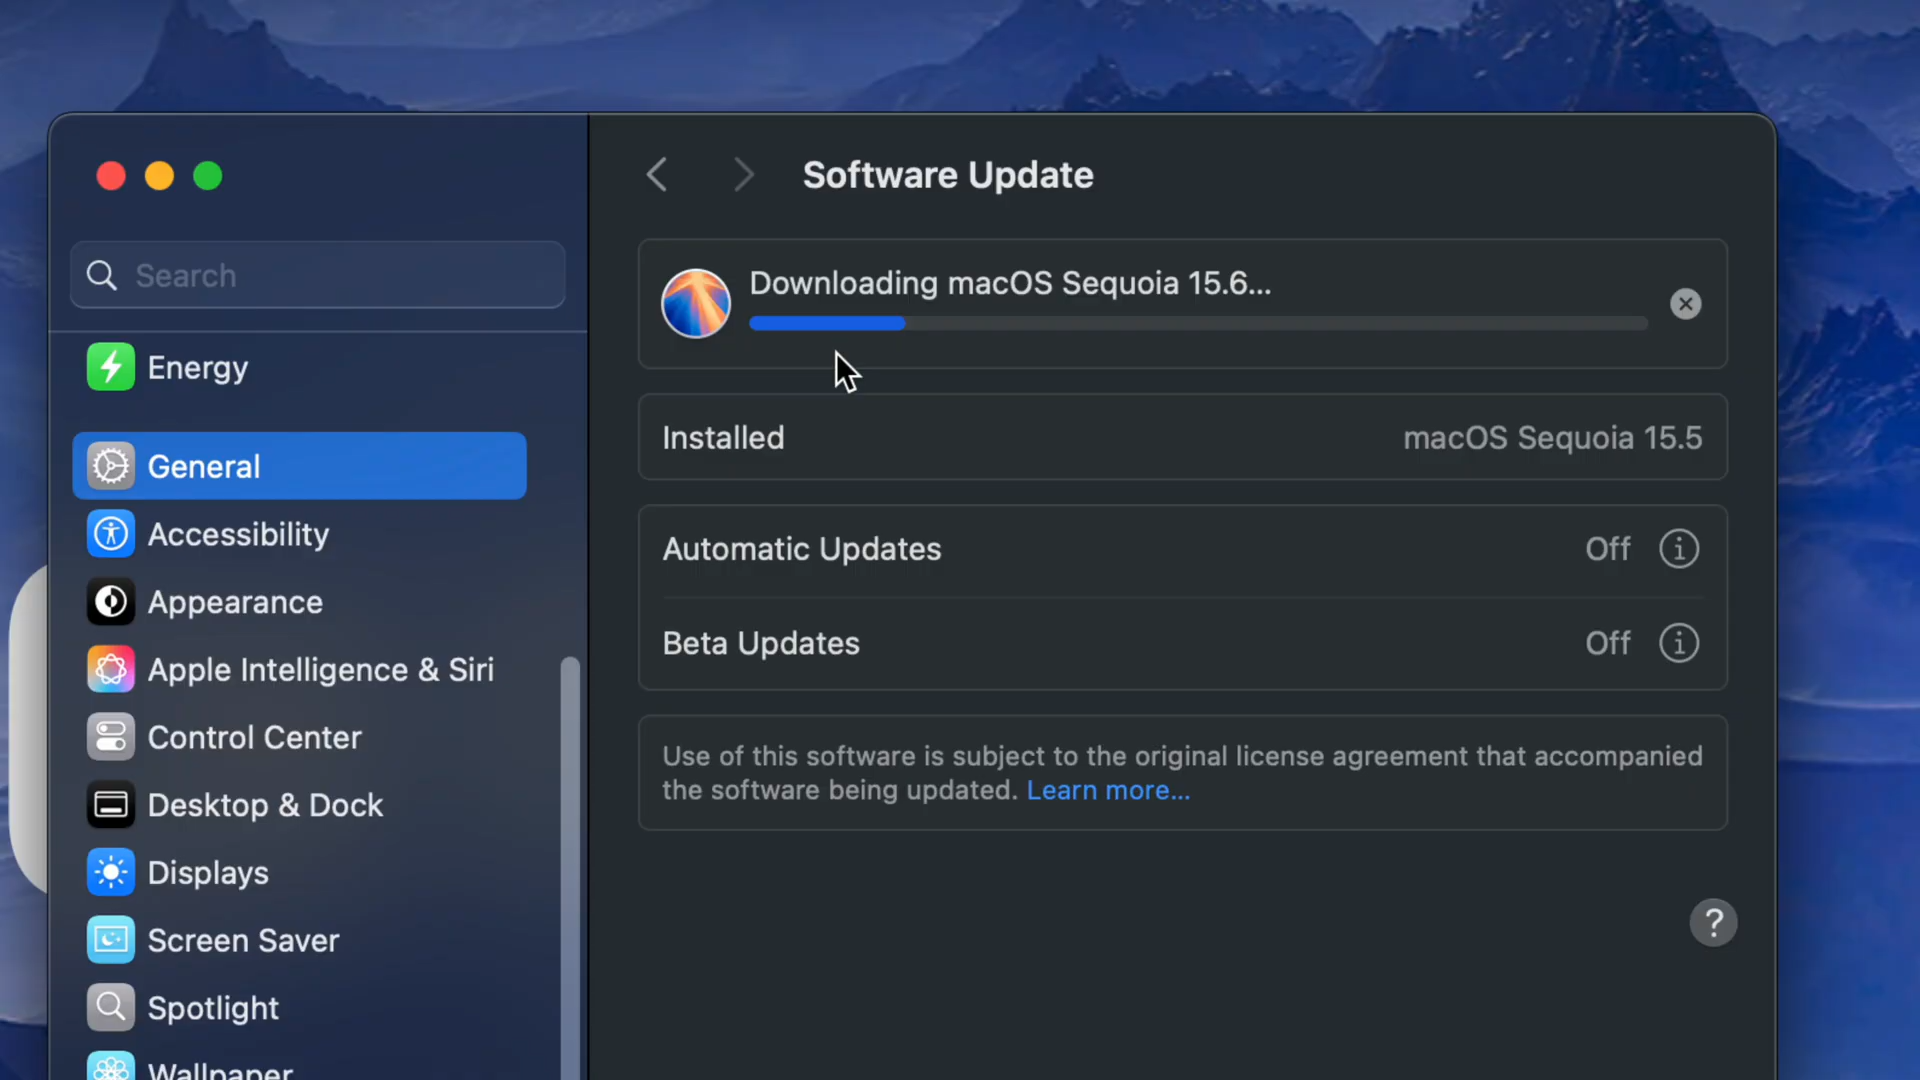 Software Update
Search
Downloading macOS Sequoia 15.6...
Energy
Installed
macOS Sequoia 15.5
General
Accessibility
Automatic Updates
Off
Appearance
Beta Updates
Off
Apple Intelligence & Siri
Control Center
Use of this software is subject to the original license agreement that accompanied
the software being updated. Learn more...
Desktop & Dock
Displays
Screen Saver
?
Spotlight
Wallpaper